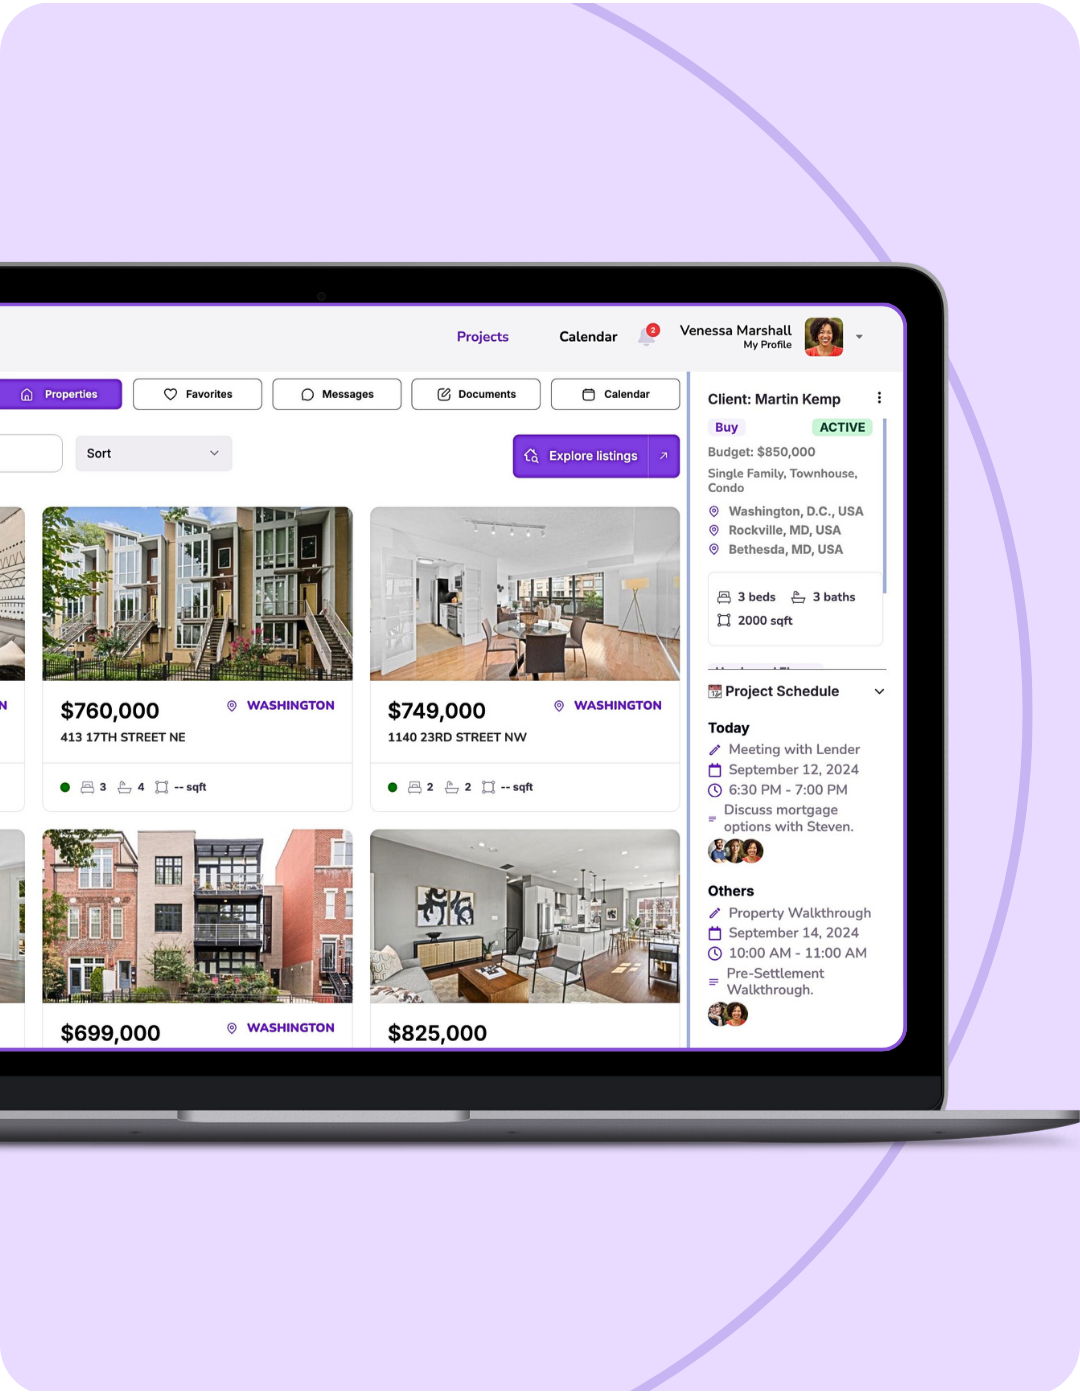 Projects
Calendar
2
Venessa Marshall
My Profile
Properties
Favorites
Messages
Documents
Calendar
Sort
Explore listings
N
$760,000
WASHINGTON
413 17TH STREET NE
3
4
-- sqft
$749,000
WASHINGTON
1140 23RD STREET NW
2
2
-- sqft
$699,000
WASHINGTON
$825,000
Client: Martin Kemp
Buy
ACTIVE
Budget: $850,000
Single Family, Townhouse,
Condo
Washington, D.C., USA
Rockville, MD, USA
Bethesda, MD, USA
3 beds
3 baths
2000 sqft
Project Schedule
Today
Meeting with Lender
September 12, 2024
6:30 PM - 7:00 PM
Discuss mortgage
options with Steven.
Others
Property Walkthrough
September 14, 2024
10:00 AM - 11:00 AM
Pre-Settlement
Walkthrough.